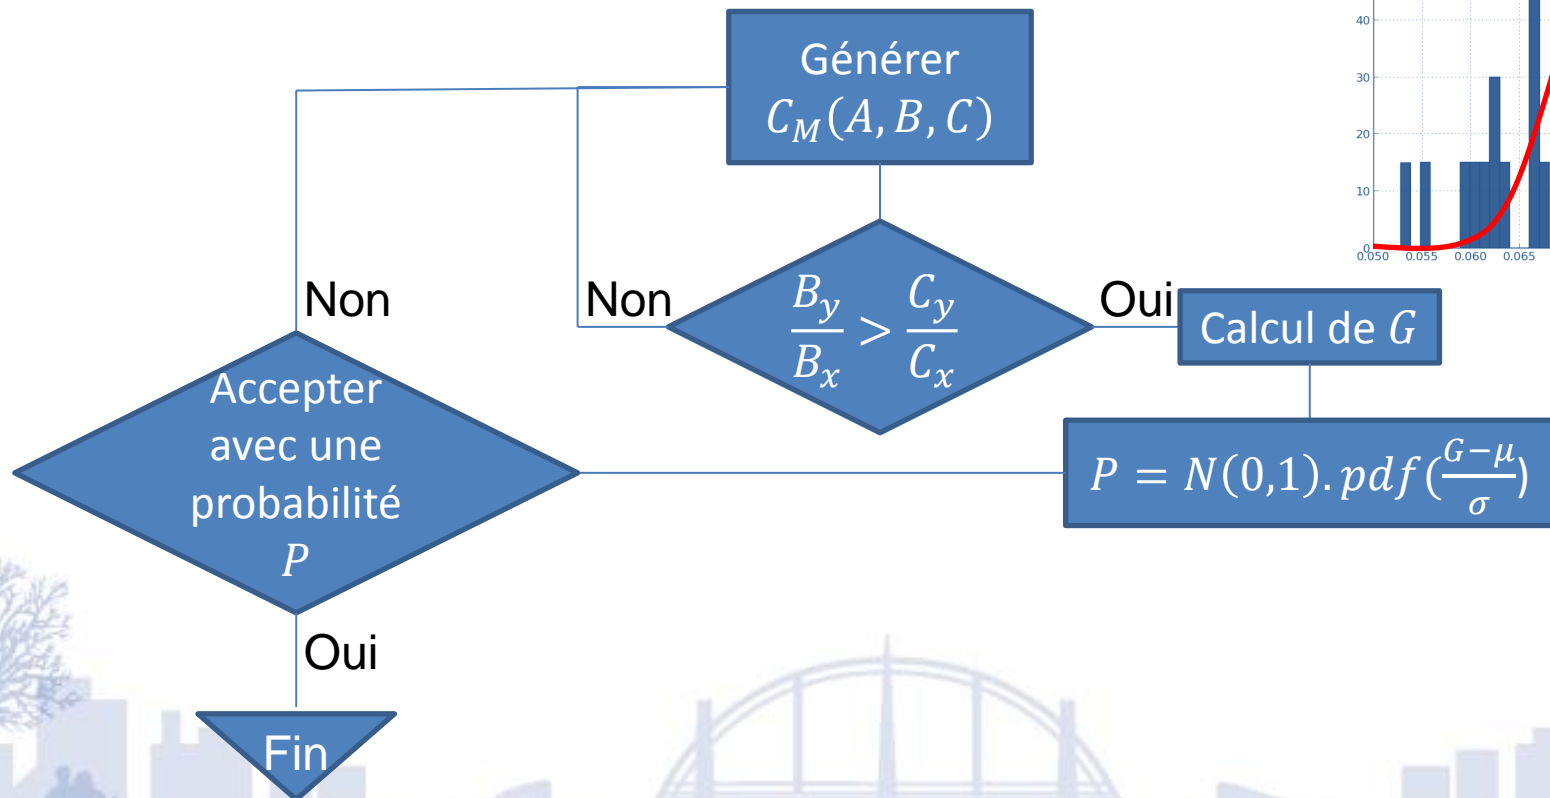 Générer
C_M(A, B, C)
40
30
20
10
0
0.050 0.055 0.060 0.065
Non
Non
B_y/B_x > C_y/C_x
Oui
Calcul de G
Accepter
avec une
probabilité
P
P = N(0,1).pdf((G−μ)/σ)
Oui
Fin